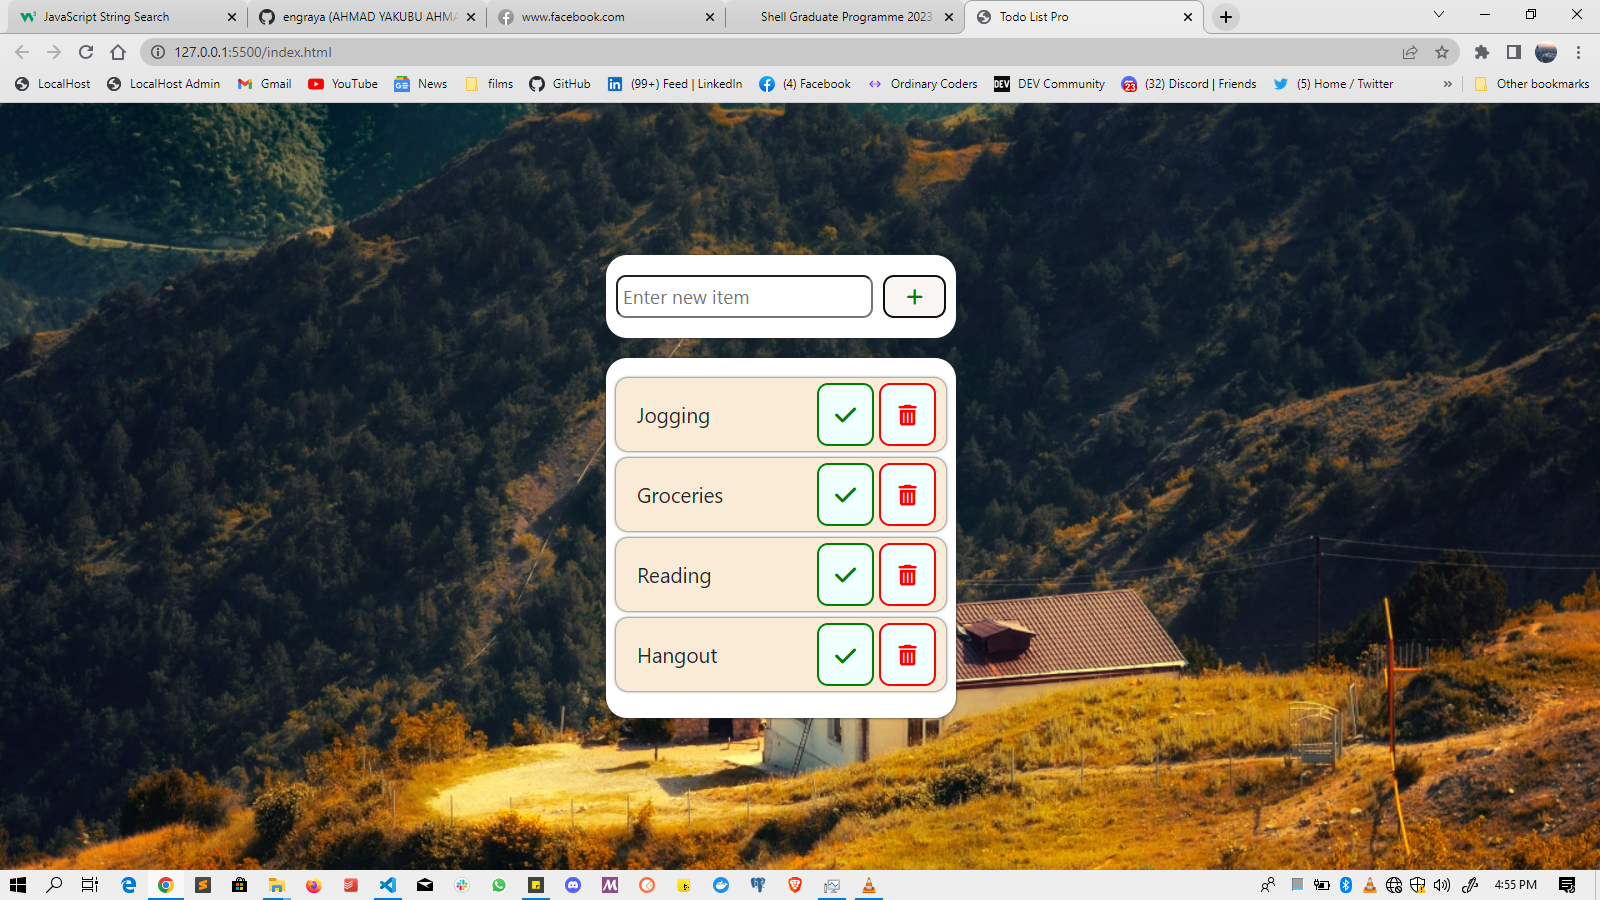 JavaScript String Search
engraya (AHMAD YAKUBU AHMA
www.facebook.com
Shell Graduate Programme 2023
Todo List Pro
127.0.0.1:5500/index.html
LocalHost
LocalHost Admin
Gmail
YouTube
News
films
GitHub
(99+) Feed | LinkedIn
(4) Facebook
Ordinary Coders
DEV
DEV Community
23
(32) Discord | Friends
(5) Home / Twitter
»
Other bookmarks
Enter new item
+
Jogging
Groceries
Reading
Hangout
4:55 PM